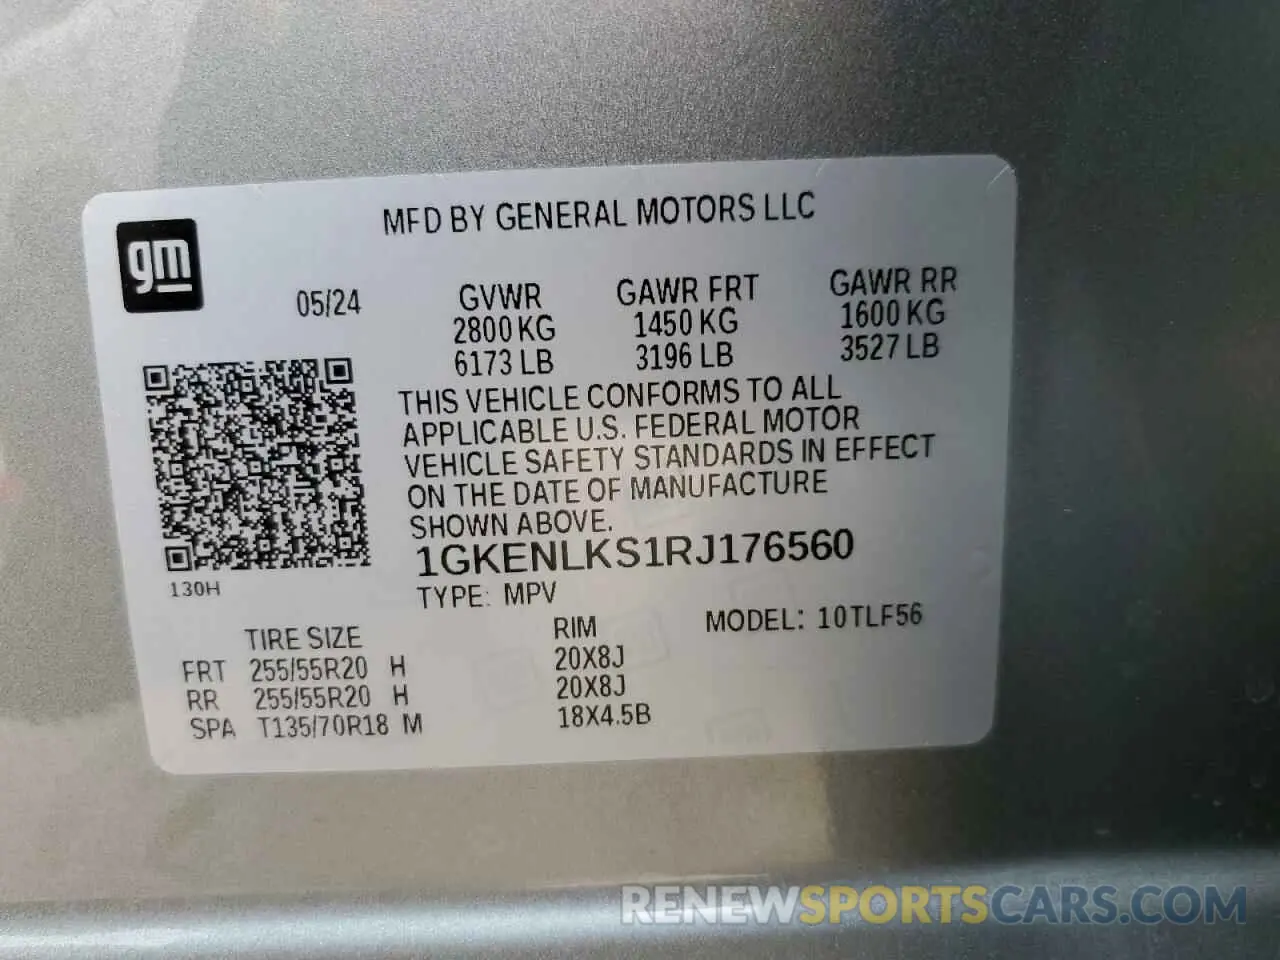 MFD BY GENERAL MOTORS LLC
gm
05/24
GVWR GAWR FRT GAWR RR
2800 KG 1450 KG 1600 KG
6173 LB 3196 LB 3527 LB
THIS VEHICLE CONFORMS TO ALL
APPLICABLE U.S. FEDERAL MOTOR
VEHICLE SAFETY STANDARDS IN EFFECT
ON THE DATE OF MANUFACTURE
SHOWN ABOVE.
1GKENLKS1RJ176560
130H
TYPE: MPV
MODEL: 10TLF56
TIRE SIZE RIM
FRT 255/55R20 H 20X8J
RR 255/55R20 H 20X8J
SPA T135/70R18 M 18X4.5B
RENEWSPORTSCARS.COM